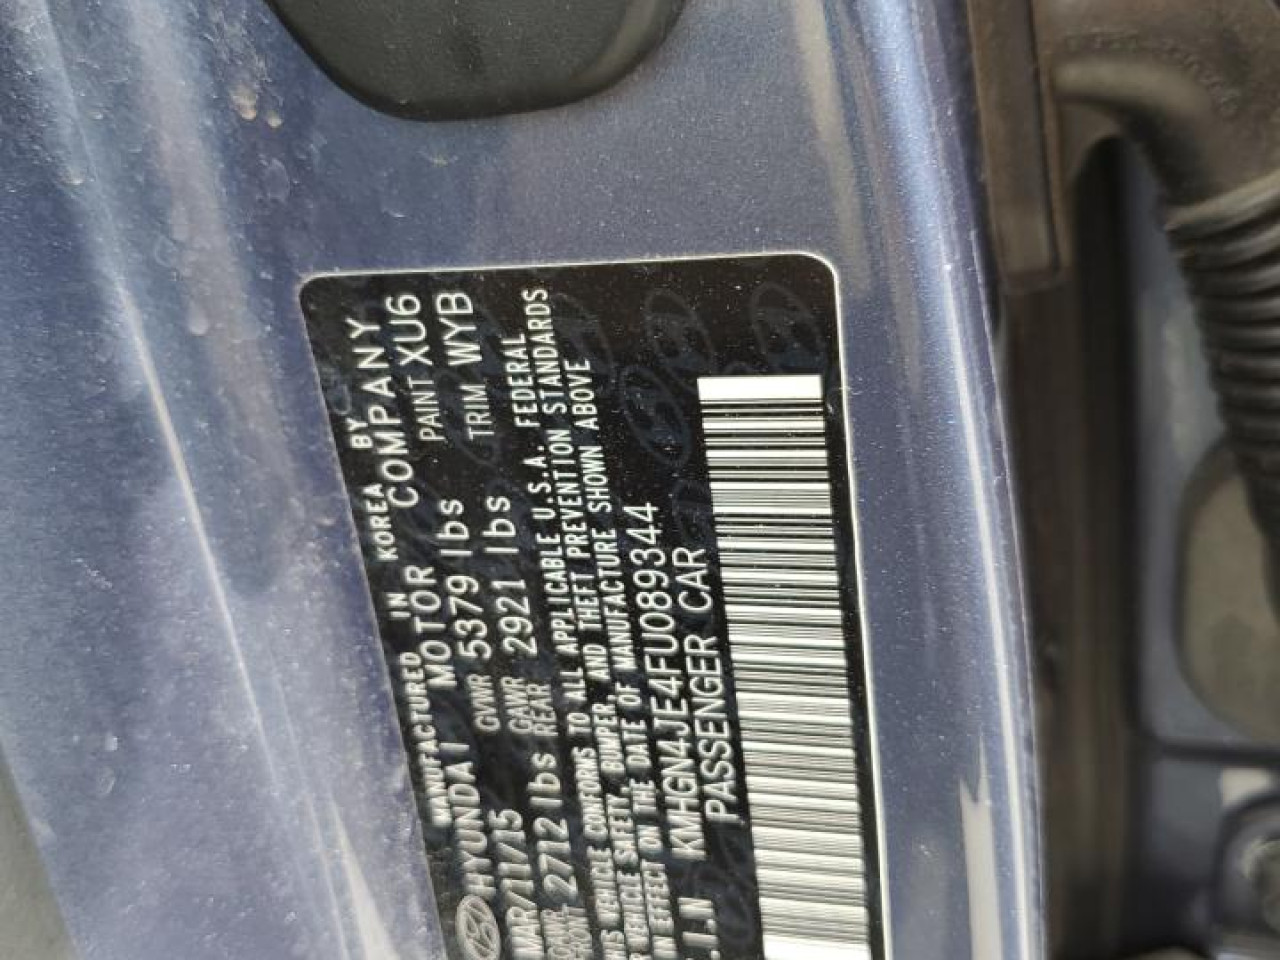 MANUFACTURED IN KOREA BY
HYUNDAI MOTOR COMPANY
MAR/11/15 GVWR 5379 lbs PAINT XU6
GAWR FRONT 2712 lbs GAWR REAR 2921 lbs TRIM WYB
THIS VEHICLE CONFORMS TO ALL APPLICABLE U.S.A. FEDERAL
VEHICLE SAFETY, BUMPER, AND THEFT PREVENTION STANDARDS
IN EFFECT ON THE DATE OF MANUFACTURE SHOWN ABOVE
V.I.N KMHGN4JE4FU089344
PASSENGER CAR